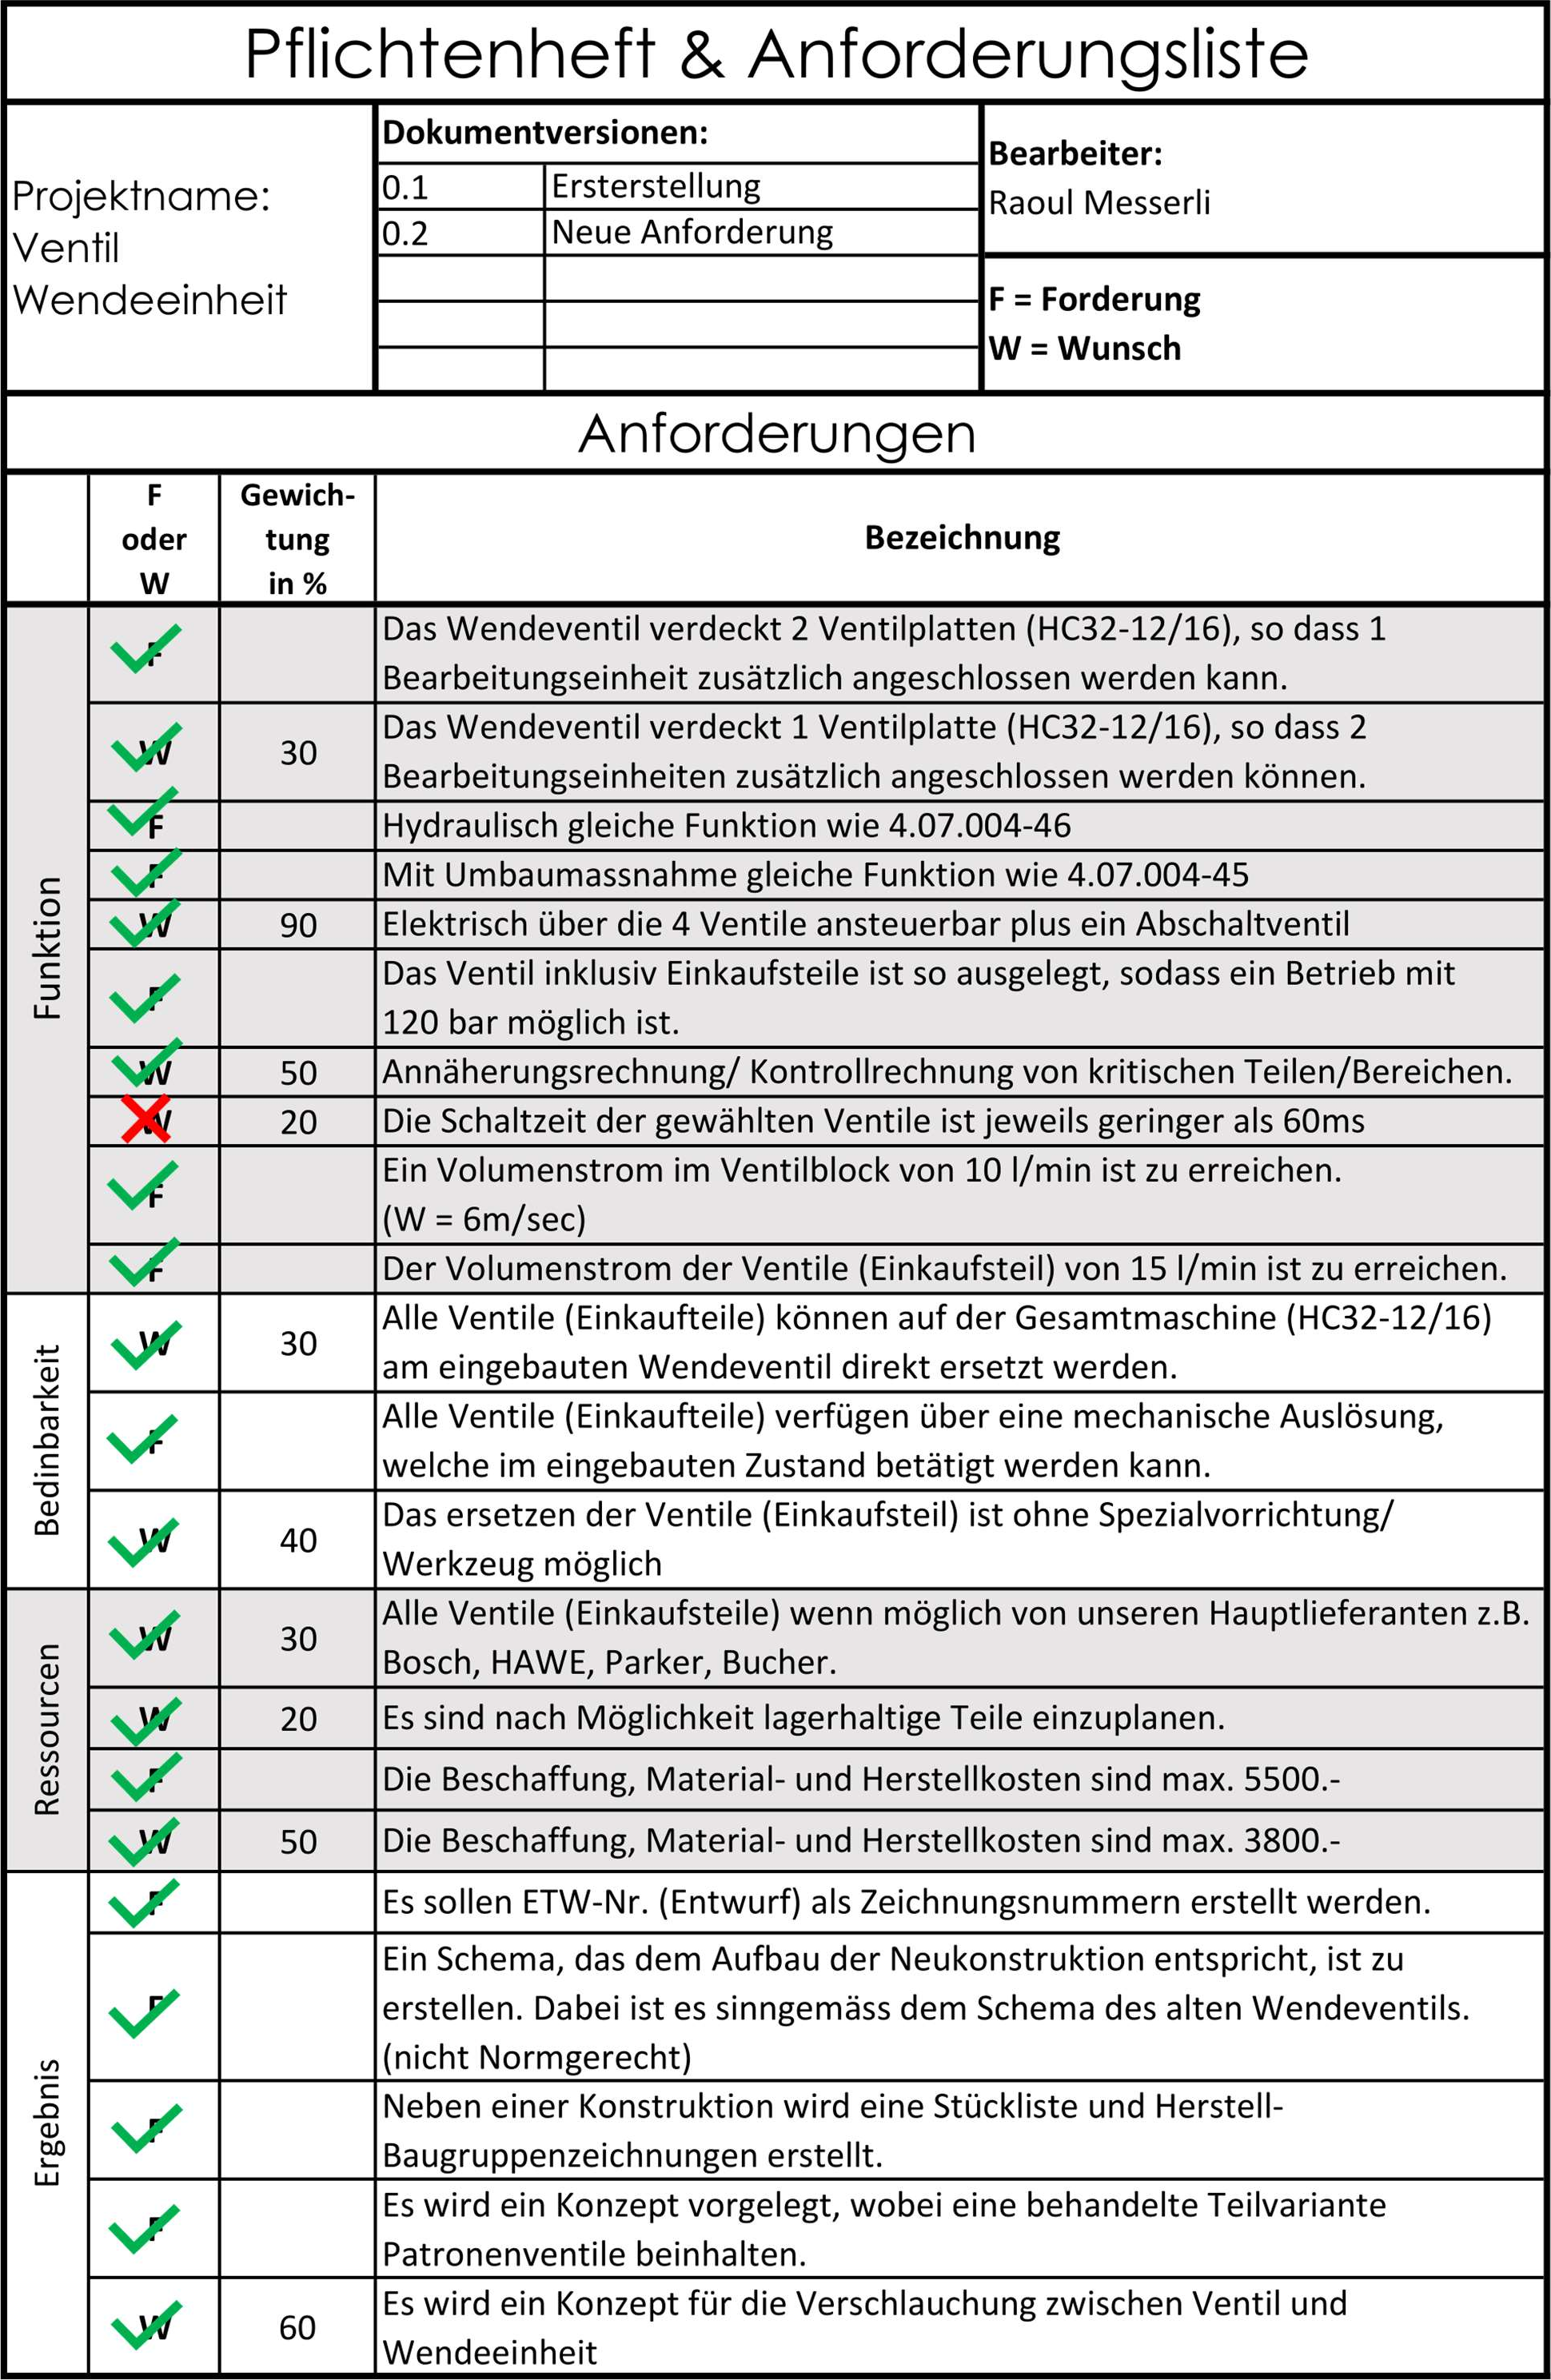 Pflichtenheft & Anforderungsliste
Projektname:
Ventil
Wendeeinheit
Dokumentversionen:
0.1 Ersterstellung
0.2 Neue Anforderung
Bearbeiter:
Raoul Messerli
F = Forderung
W = Wunsch
Anforderungen
F
oder
W
Gewich-
tung
in %
Bezeichnung
Funktion
F Das Wendeventil verdeckt 2 Ventilplatten (HC32-12/16), so dass 1
Bearbeitungseinheit zusätzlich angeschlossen werden kann.
W 30 Das Wendeventil verdeckt 1 Ventilplatte (HC32-12/16), so dass 2
Bearbeitungseinheiten zusätzlich angeschlossen werden können.
F Hydraulisch gleiche Funktion wie 4.07.004-46
F Mit Umbaumassnahme gleiche Funktion wie 4.07.004-45
W 90 Elektrisch über die 4 Ventile ansteuerbar plus ein Abschaltventil
F Das Ventil inklusiv Einkaufsteile ist so ausgelegt, sodass ein Betrieb mit
120 bar möglich ist.
W 50 Annäherungsrechnung/ Kontrollrechnung von kritischen Teilen/Bereichen.
W 20 Die Schaltzeit der gewählten Ventile ist jeweils geringer als 60ms
F Ein Volumenstrom im Ventilblock von 10 l/min ist zu erreichen.
(W = 6m/sec)
F Der Volumenstrom der Ventile (Einkaufsteil) von 15 l/min ist zu erreichen.
Bedinbarkeit
W 30 Alle Ventile (Einkaufteile) können auf der Gesamtmaschine (HC32-12/16)
am eingebauten Wendeventil direkt ersetzt werden.
F Alle Ventile (Einkaufteile) verfügen über eine mechanische Auslösung,
welche im eingebauten Zustand betätigt werden kann.
W 40 Das ersetzen der Ventile (Einkaufsteil) ist ohne Spezialvorrichtung/
Werkzeug möglich
Ressourcen
W 30 Alle Ventile (Einkaufsteile) wenn möglich von unseren Hauptlieferanten z.B.
Bosch, HAWE, Parker, Bucher.
W 20 Es sind nach Möglichkeit lagerhaltige Teile einzuplanen.
F Die Beschaffung, Material- und Herstellkosten sind max. 5500.-
W 50 Die Beschaffung, Material- und Herstellkosten sind max. 3800.-
Ergebnis
F Es sollen ETW-Nr. (Entwurf) als Zeichnungsnummern erstellt werden.
F Ein Schema, das dem Aufbau der Neukonstruktion entspricht, ist zu
erstellen. Dabei ist es sinngemäss dem Schema des alten Wendeventils.
(nicht Normgerecht)
F Neben einer Konstruktion wird eine Stückliste und Herstell-
Baugruppenzeichnungen erstellt.
F Es wird ein Konzept vorgelegt, wobei eine behandelte Teilvariante
Patronenventile beinhalten.
W 60 Es wird ein Konzept für die Verschlauchung zwischen Ventil und
Wendeeinheit